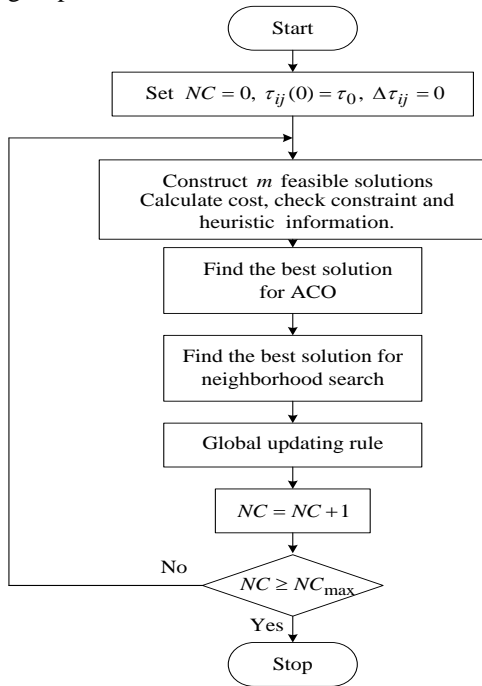 Start
Set NC = 0, τij(0) = τ0, Δτij = 0
Construct m feasible solutions
Calculate cost, check constraint and
heuristic information.
Find the best solution
for ACO
Find the best solution for
neighborhood search
Global updating rule
NC = NC + 1
No
NC ≥ NCmax
Yes
Stop